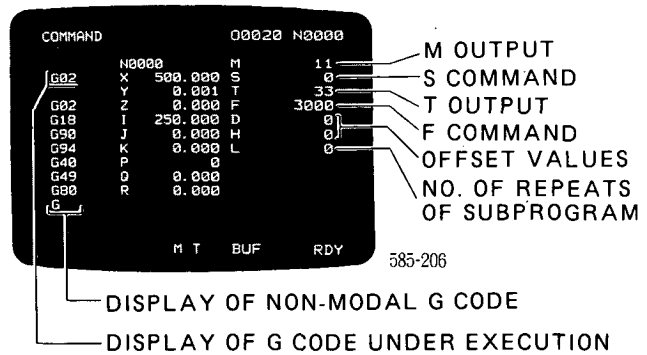 COMMAND O0020 N0000
N0000 M 11
G02 X 500.000 S 0
Y 0.001 T 33
G02 Z 0.000 F 3000
G18 I 250.000 D 0
G90 J 0.000 H 0
G94 K 0.000 L 0
G40 P 0
G49 Q 0.000
G80 R 0.000
G
M T BUF RDY
M OUTPUT
S COMMAND
T OUTPUT
F COMMAND
OFFSET VALUES
NO. OF REPEATS
OF SUBPROGRAM
585-206
DISPLAY OF NON-MODAL G CODE
DISPLAY OF G CODE UNDER EXECUTION